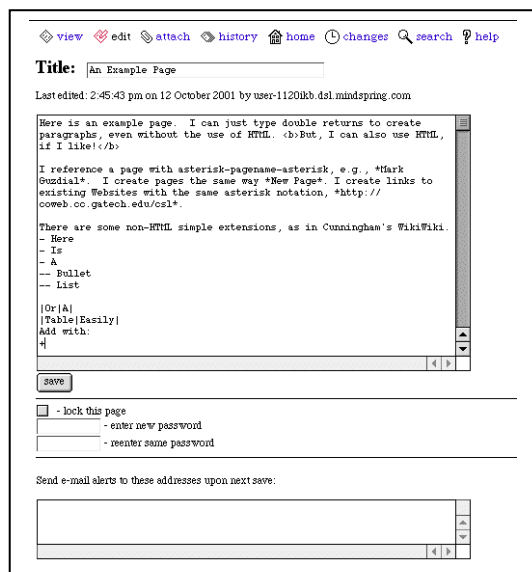 view edit attach history home changes search help
Title: An Example Page
Last edited: 2:45:43 pm on 12 October 2001 by user-1120ikb.dsl.mindspring.com
Here is an example page. I can just type double returns to create
paragraphs, even without the use of HTML. <b>But, I can also use HTML,
if I like!</b>
I reference a page with asterisk-pagename-asterisk, e.g., *Mark
Guzdial*. I create pages the same way *New Page*. I create links to
existing Websites with the same asterisk notation, *http://
coweb.cc.gatech.edu/csl*.
There are some non-HTML simple extensions, as in Cunningham's WikiWiki.
- Here
- Is
- A
-- Bullet
-- List
|Or|A|
|Table|Easily|
Add with:
+
save
- lock this page
- enter new password
- reenter same password
Send e-mail alerts to these addresses upon next save: